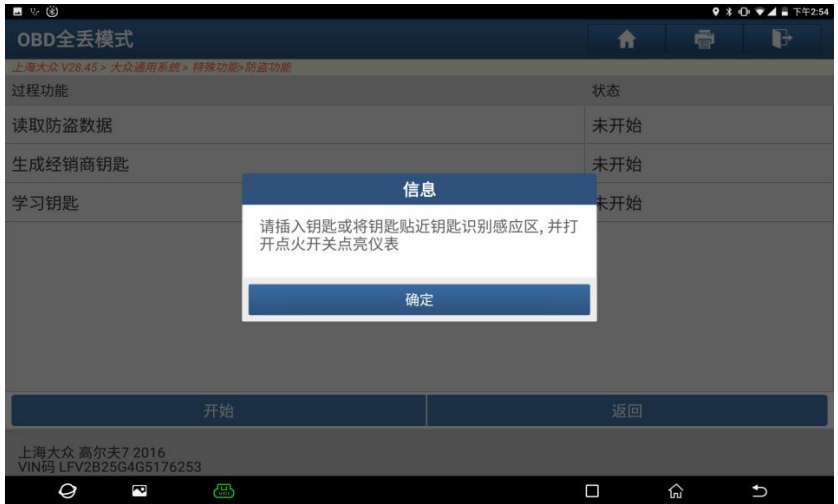 下午2:54
OBD全丢模式
上海大众 V28.45 > 大众通用系统 > 特殊功能>防盗功能
过程功能
状态
读取防盗数据
未开始
生成经销商钥匙
未开始
学习钥匙
未开始
信息
请插入钥匙或将钥匙贴近钥匙识别感应区, 并打
开点火开关点亮仪表
确定
开始
返回
上海大众 高尔夫7 2016
VIN码 LFV2B25G4G5176253
VCI